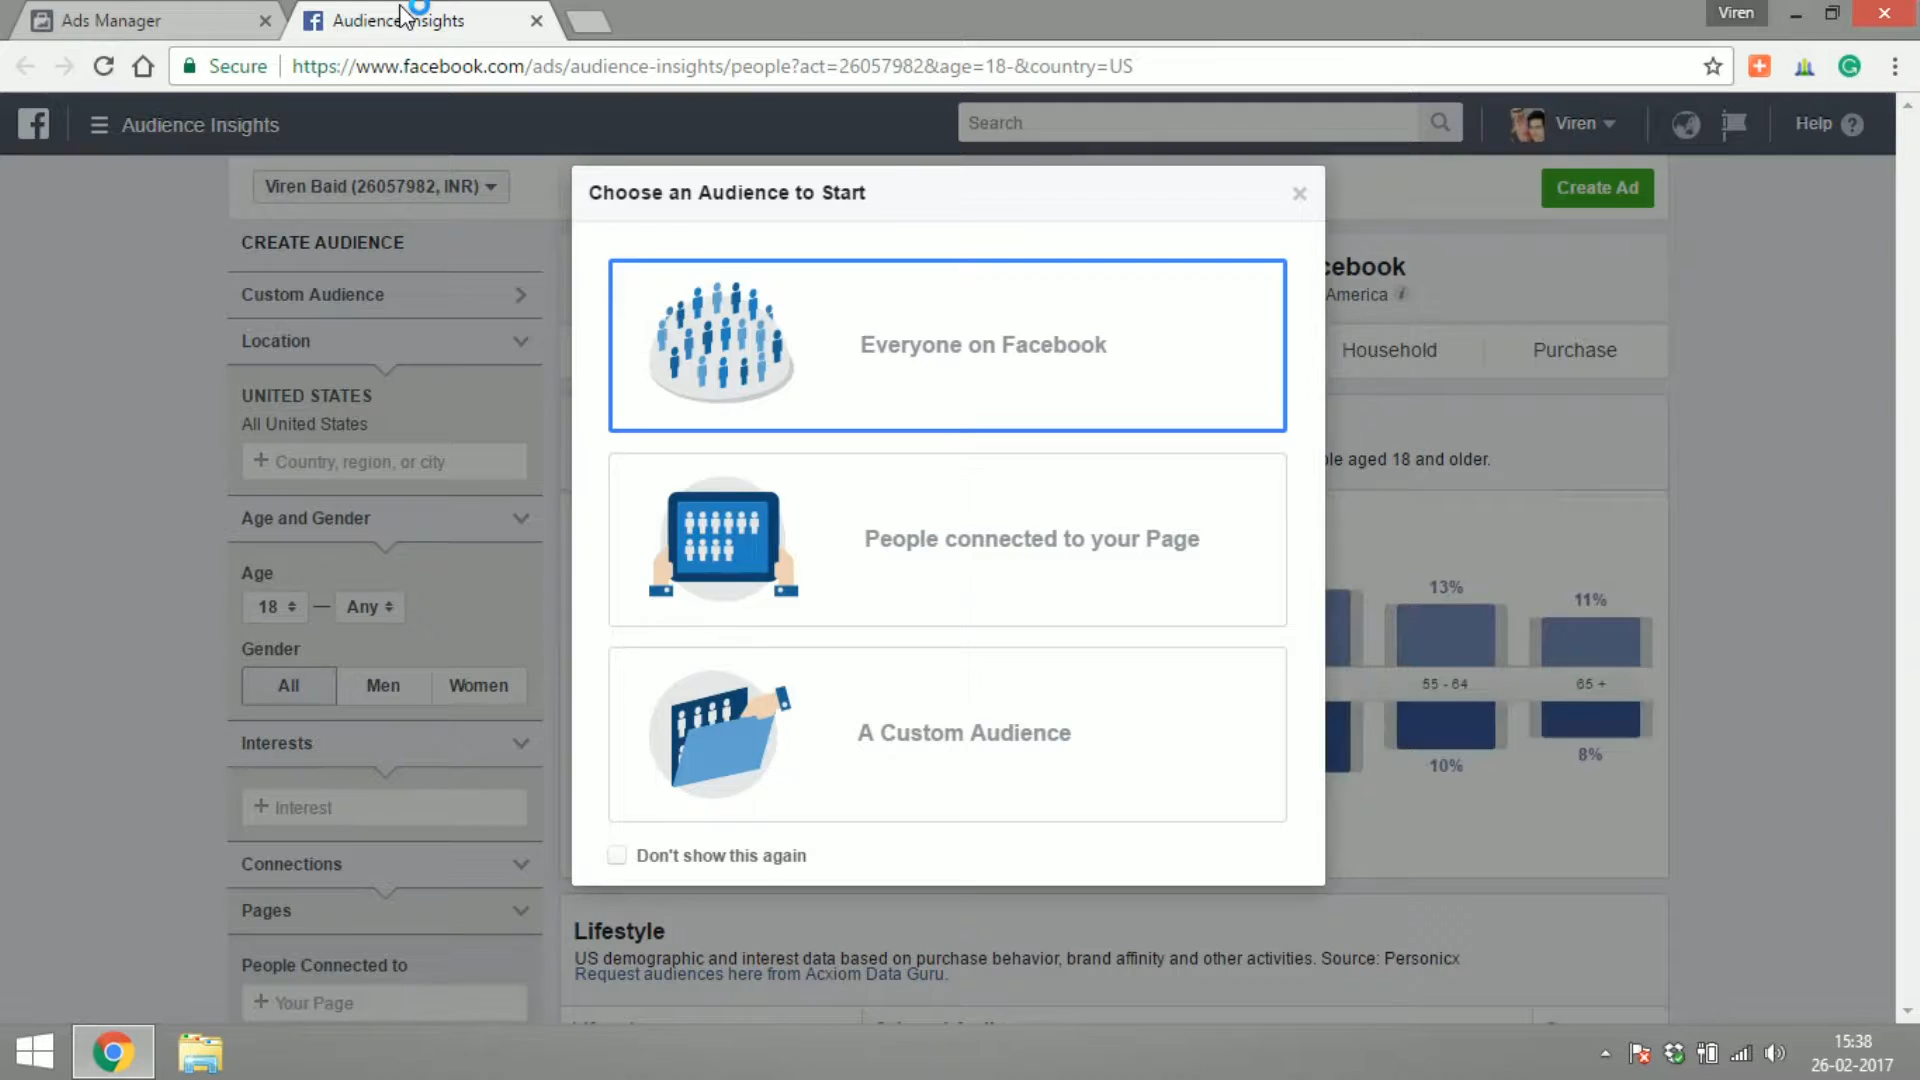 Ads Manager
Audience Insights
Viren
Secure
https://www.facebook.com/ads/audience-insights/people?act=26057982&age=18-&country=US
Audience Insights
Search
Viren
Help
Viren Baid (26057982, INR)
Create Ad
Choose an Audience to Start
Everyone on Facebook
People connected to your Page
A Custom Audience
Don't show this again
CREATE AUDIENCE
Custom Audience
Location
UNITED STATES
All United States
+ Country, region, or city
Age and Gender
Age
18 — Any
Gender
All Men Women
Interests
+ Interest
Connections
Pages
People Connected to
+ Your Page
cebook
America
Household
Purchase
ple aged 18 and older.
13%
11%
55 - 64
65 +
10%
8%
Lifestyle
US demographic and interest data based on purchase behavior, brand affinity and other activities. Source: Personicx
Request audiences here from Acxiom Data Guru.
15:38
26-02-2017